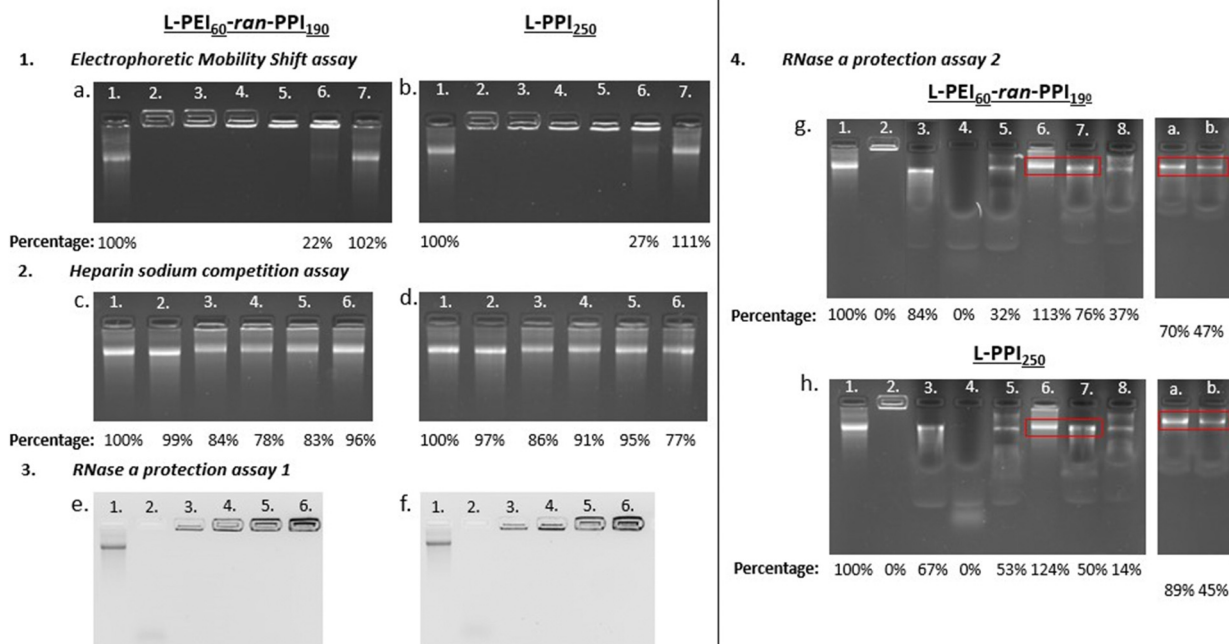 L-PEI60-ran-PPI190
L-PPI250
1. Electrophoretic Mobility Shift assay
a. 1. 2. 3. 4. 5. 6. 7.
b. 1. 2. 3. 4. 5. 6. 7.
Percentage: 100% 22% 102%
100% 27% 111%
2. Heparin sodium competition assay
c. 1. 2. 3. 4. 5. 6.
d. 1. 2. 3. 4. 5. 6.
Percentage: 100% 99% 84% 78% 83% 96%
100% 97% 86% 91% 95% 77%
3. RNase a protection assay 1
e. 1. 2. 3. 4. 5. 6.
f. 1. 2. 3. 4. 5. 6.
4. RNase a protection assay 2
L-PEI60-ran-PPI19º
g. 1. 2. 3. 4. 5. 6. 7. 8. a. b.
Percentage: 100% 0% 84% 0% 32% 113% 76% 37%
70% 47%
L-PPI250
h. 1. 2. 3. 4. 5. 6. 7. 8. a. b.
Percentage: 100% 0% 67% 0% 53% 124% 50% 14%
89% 45%